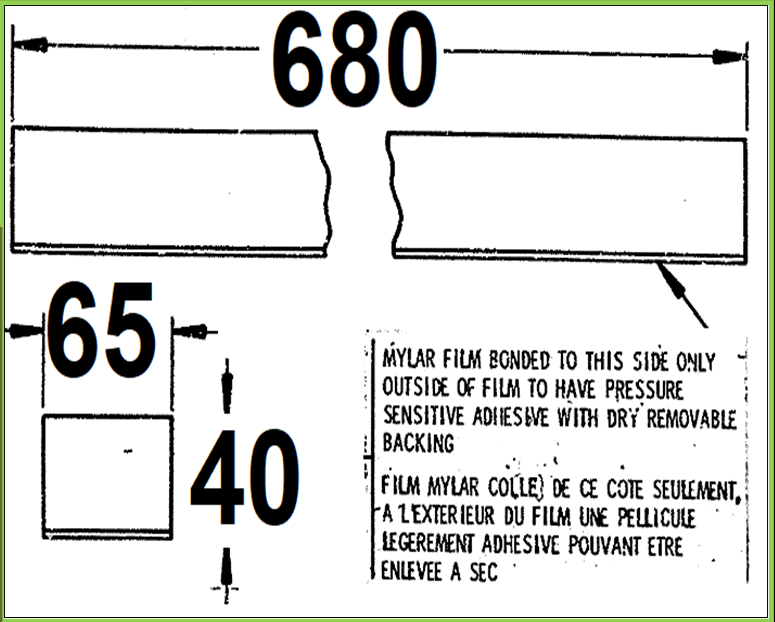 680
65
40
MYLAR FILM BONDED TO THIS SIDE ONLY
OUTSIDE OF FILM TO HAVE PRESSURE
SENSITIVE ADHESIVE WITH DRY REMOVABLE
BACKING
FILM MYLAR COLLE) DE CE COTE SEULEMENT,
A L'EXTERIEUR DU FILM UNE PELLICULE
LEGEREMENT ADHESIVE POUVANT ETRE
ENLEVEE A SEC